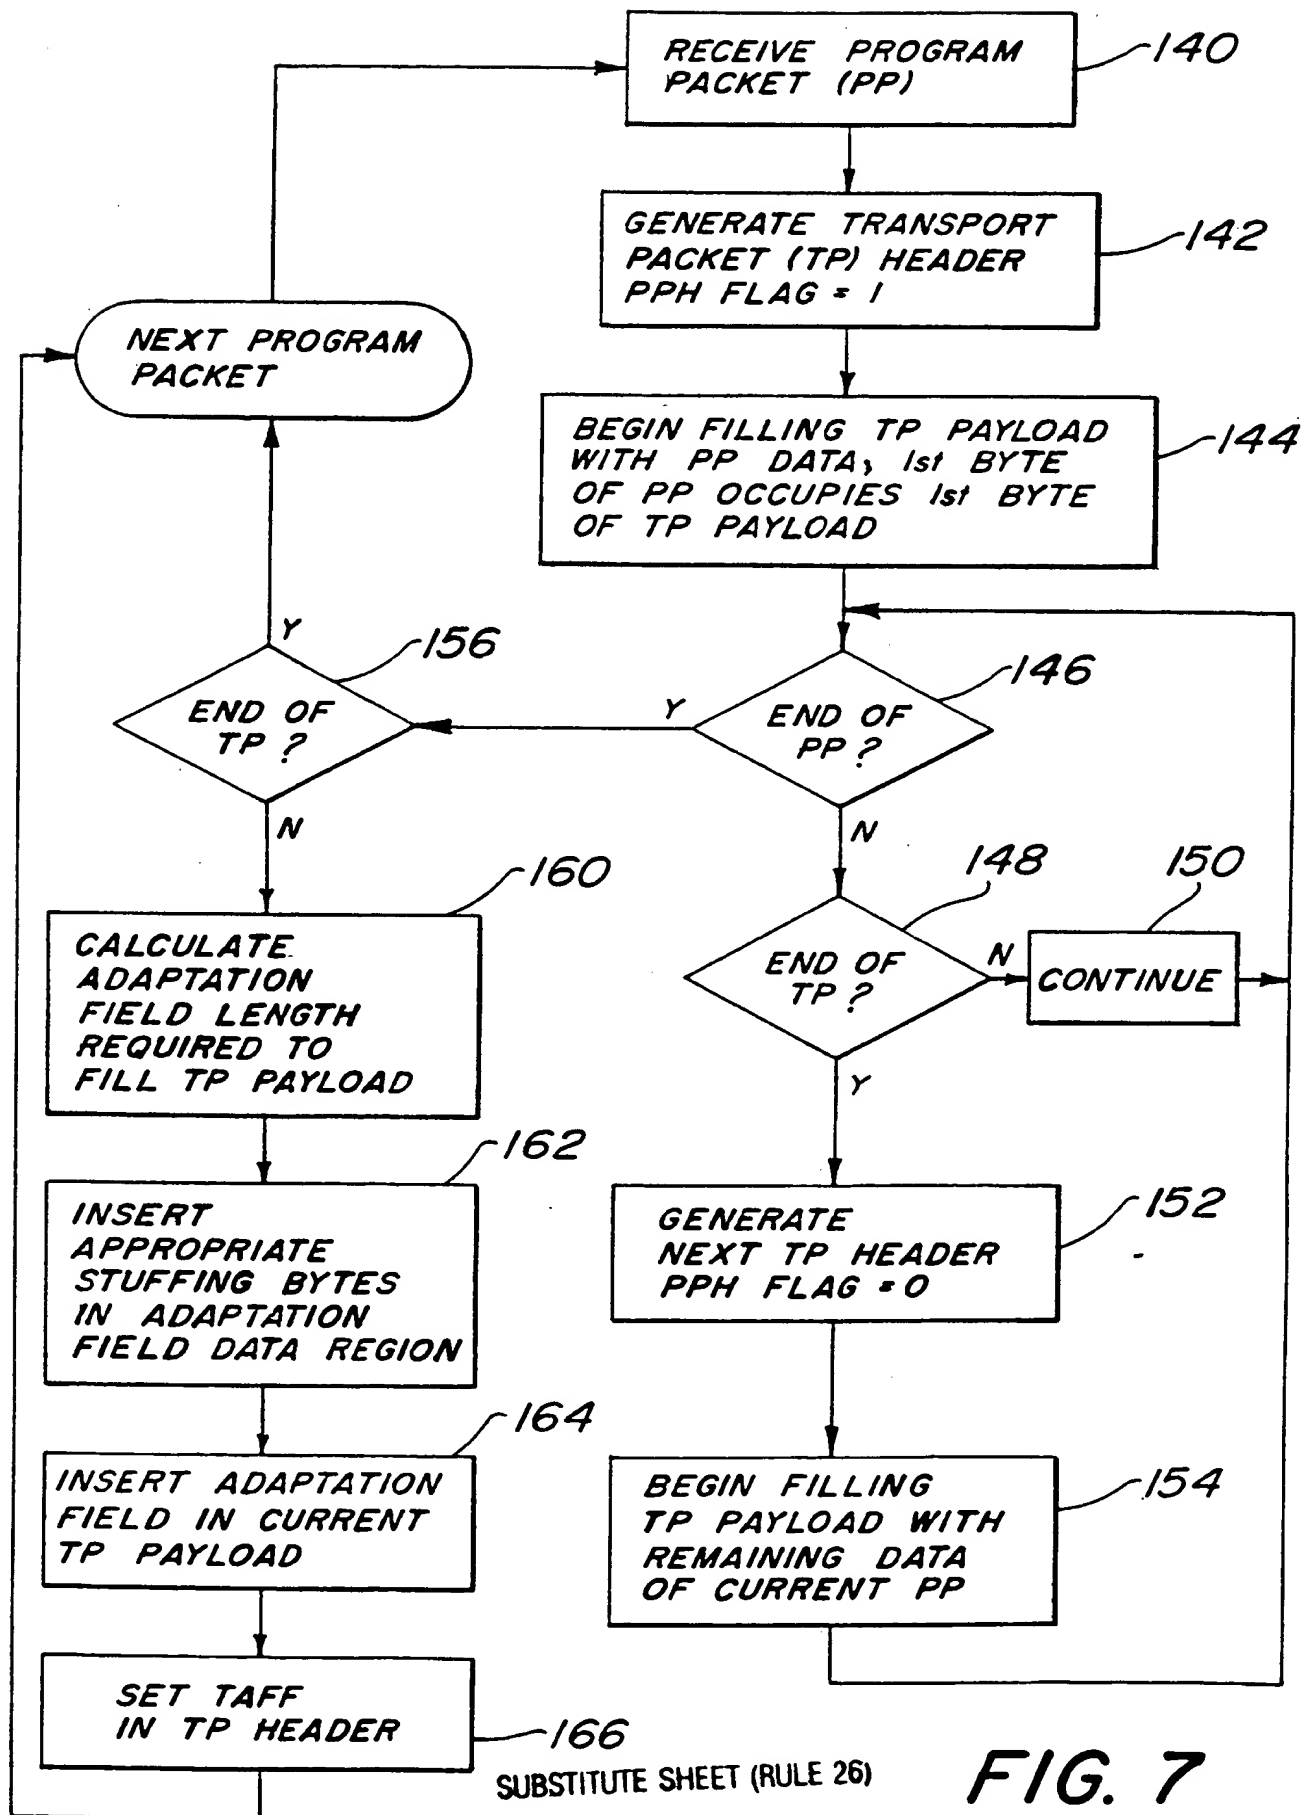 RECEIVE PROGRAM
PACKET (PP)
140
GENERATE TRANSPORT
PACKET (TP) HEADER
PPH FLAG = 1
142
NEXT PROGRAM
PACKET
BEGIN FILLING TP PAYLOAD
WITH PP DATA, 1st BYTE
OF PP OCCUPIES 1st BYTE
OF TP PAYLOAD
144
Y
156
END OF
TP?
Y
146
END OF
PP?
N
N
148
END OF
TP?
N
150
CONTINUE
Y
160
CALCULATE
ADAPTATION
FIELD LENGTH
REQUIRED TO
FILL TP PAYLOAD
162
INSERT
APPROPRIATE
STUFFING BYTES
IN ADAPTATION
FIELD DATA REGION
152
GENERATE
NEXT TP HEADER
PPH FLAG = 0
164
INSERT ADAPTATION
FIELD IN CURRENT
TP PAYLOAD
154
BEGIN FILLING
TP PAYLOAD WITH
REMAINING DATA
OF CURRENT PP
SET TAFF
IN TP HEADER
166
SUBSTITUTE SHEET (RULE 26)
FIG. 7